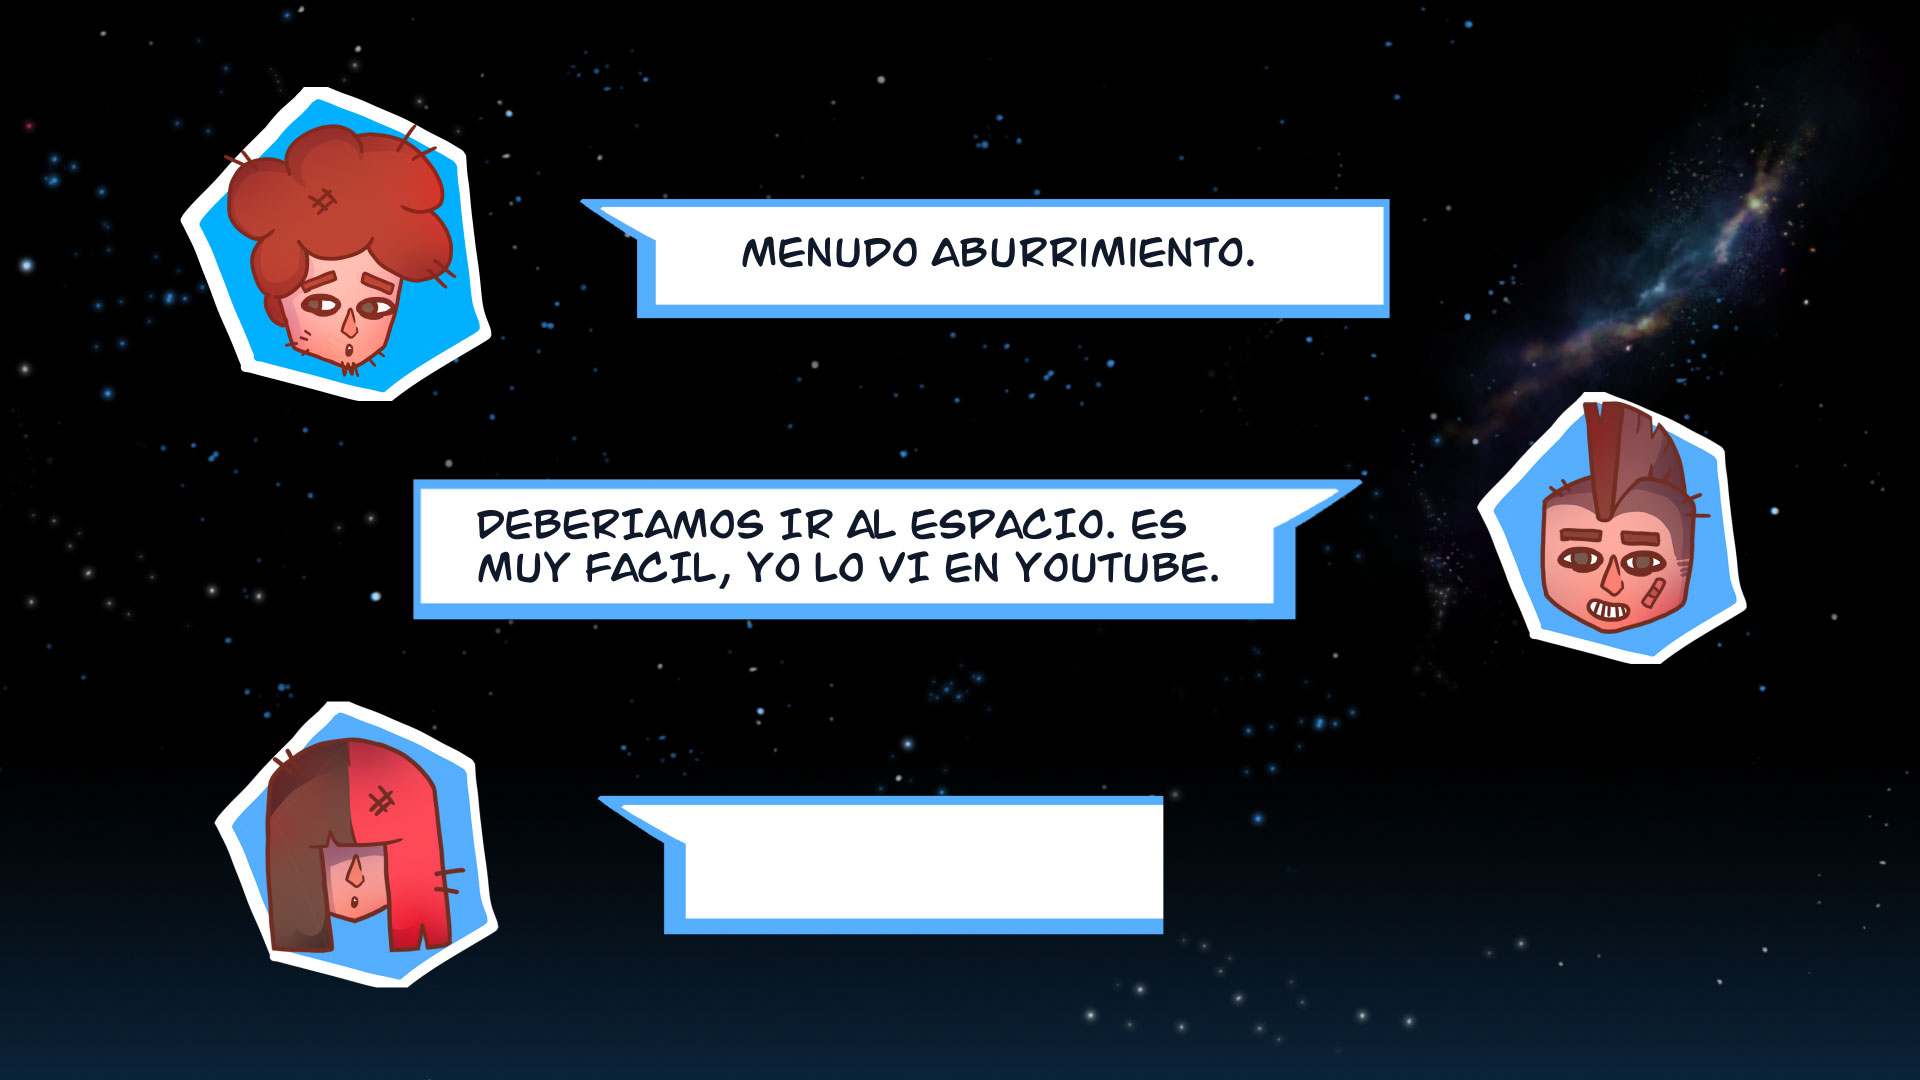 MENUDO ABURRIMIENTO.
DEBERIAMOS IR AL ESPACIO. ES
MUY FACIL, YO LO VI EN YOUTUBE.